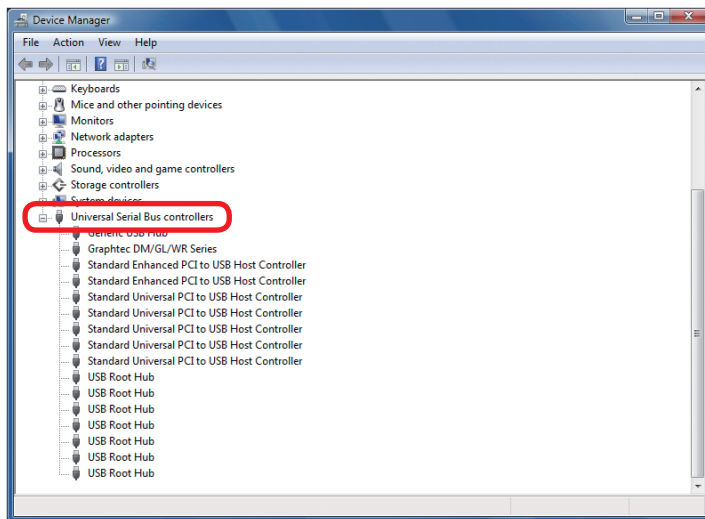 Device Manager
File Action View Help
Keyboards
Mice and other pointing devices
Monitors
Network adapters
Processors
Sound, video and game controllers
Storage controllers
System devices
Universal Serial Bus controllers
Generic USB Hub
Graphtec DM/GL/WR Series
Standard Enhanced PCI to USB Host Controller
Standard Enhanced PCI to USB Host Controller
Standard Universal PCI to USB Host Controller
Standard Universal PCI to USB Host Controller
Standard Universal PCI to USB Host Controller
Standard Universal PCI to USB Host Controller
Standard Universal PCI to USB Host Controller
USB Root Hub
USB Root Hub
USB Root Hub
USB Root Hub
USB Root Hub
USB Root Hub
USB Root Hub